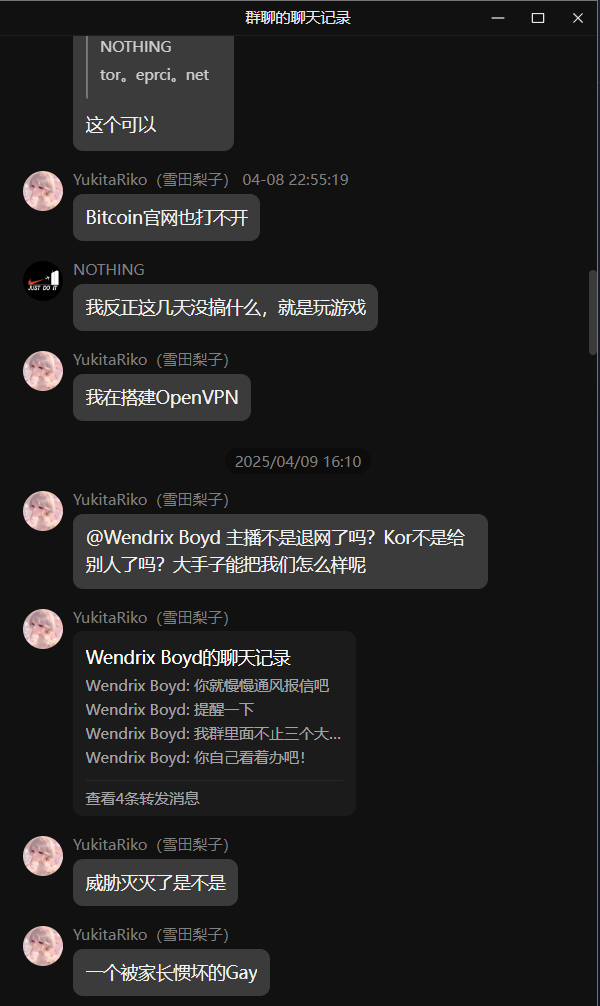 群聊的聊天记录
NOTHING
tor。eprci。net
这个可以
YukitaRiko（雪田梨子） 04-08 22:55:19
Bitcoin官网也打不开
NOTHING
JUST DO IT
我反正这几天没搞什么，就是玩游戏
YukitaRiko（雪田梨子）
我在搭建OpenVPN
2025/04/09 16:10
YukitaRiko（雪田梨子）
@Wendrix Boyd 主播不是退网了吗？Kor不是给
别人了吗？大手子能把我们怎么样呢
YukitaRiko（雪田梨子）
Wendrix Boyd的聊天记录
Wendrix Boyd: 你就慢慢通风报信吧
Wendrix Boyd: 提醒一下
Wendrix Boyd: 我群里面不止三个大...
Wendrix Boyd: 你自己看着办吧！
查看4条转发消息
YukitaRiko（雪田梨子）
威胁灭灭了是不是
YukitaRiko（雪田梨子）
一个被家长惯坏的Gay